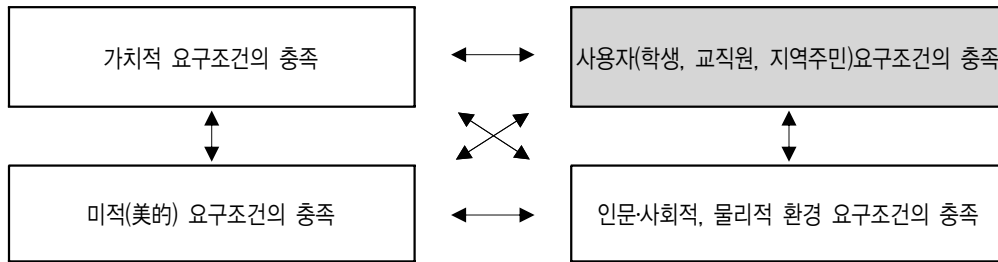 가치적 요구조건의 충족
사용자(학생, 교직원, 지역주민)요구조건의 충족
미적(美的) 요구조건의 충족
인문·사회적, 물리적 환경 요구조건의 충족